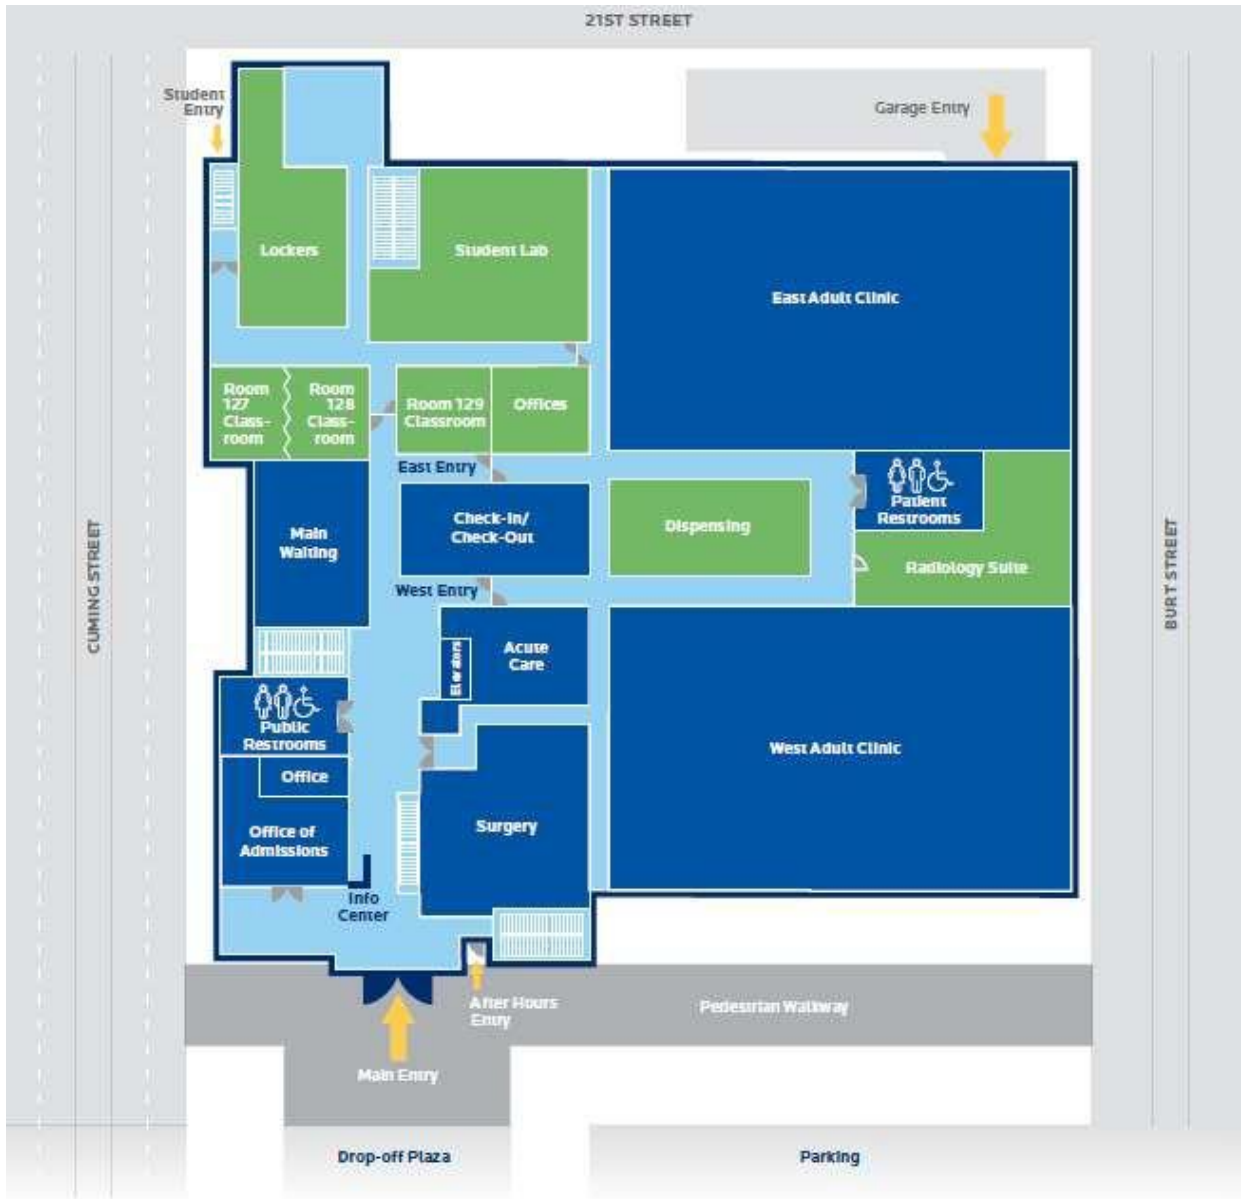 21ST STREET
Student
Entry
Garage Entry
Lockers
Student Lab
East Adult Clinic
Room
127
Class-
room
Room
128
Class-
room
Room 129
Classroom
Offices
East Entry
Main
Waiting
Check-In/
Check-Out
Dispensing
Patient
Restrooms
Radiology Suite
West Entry
CUMING STREET
BURT STREET
Elevators
Acute
Care
Public
Restrooms
Office
West Adult Clinic
Office of
Admissions
Surgery
Info
Center
After Hours
Entry
Pedestrian Walkway
Main Entry
Drop-off Plaza
Parking